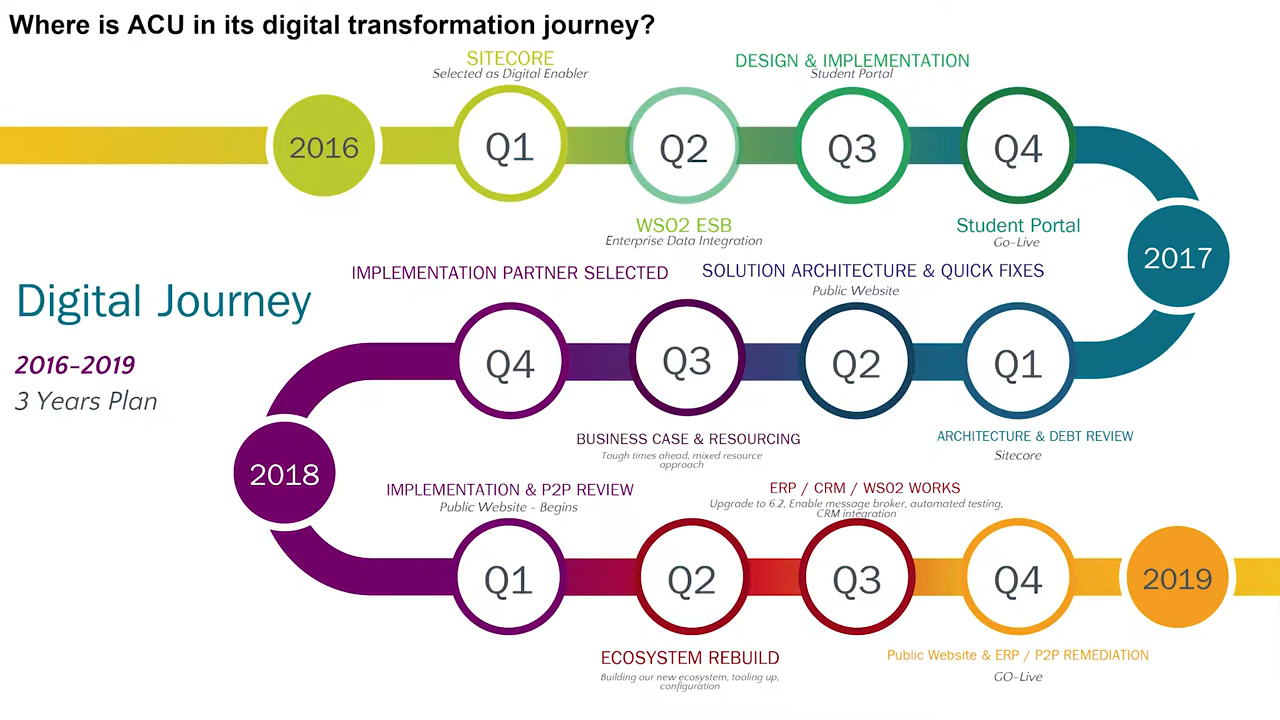 Where is ACU in its digital transformation journey?
SITECORE
Selected as Digital Enabler
DESIGN & IMPLEMENTATION
Student Portal
2016
Q1
Q2
Q3
Q4
WSO2 ESB
Enterprise Data Integration
Student Portal
Go-Live
2017
Digital Journey
2016-2019
3 Years Plan
IMPLEMENTATION PARTNER SELECTED
SOLUTION ARCHITECTURE & QUICK FIXES
Public Website
Q4
Q3
Q2
Q1
BUSINESS CASE & RESOURCING
Tough times ahead, mixed resource
approach
ARCHITECTURE & DEBT REVIEW
Sitecore
2018
IMPLEMENTATION & P2P REVIEW
Public Website - Begins
ERP / CRM / WSO2 WORKS
Upgrade to 6.2, Enable message broker, automated testing,
CRM integration
Q1
Q2
Q3
Q4
2019
ECOSYSTEM REBUILD
Building our new ecosystem, tooling up,
configuration
Public Website & ERP / P2P REMEDIATION
GO-Live